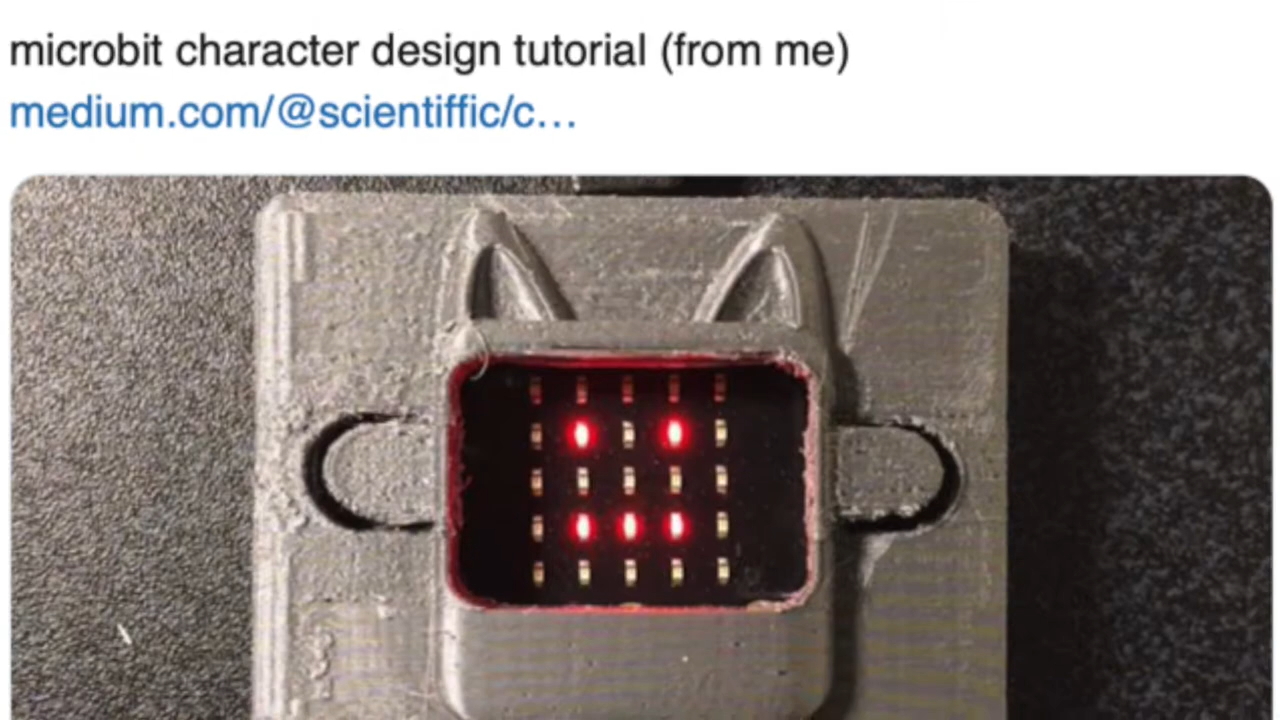 microbit character design tutorial (from me)
medium.com/@scientiffic/c…